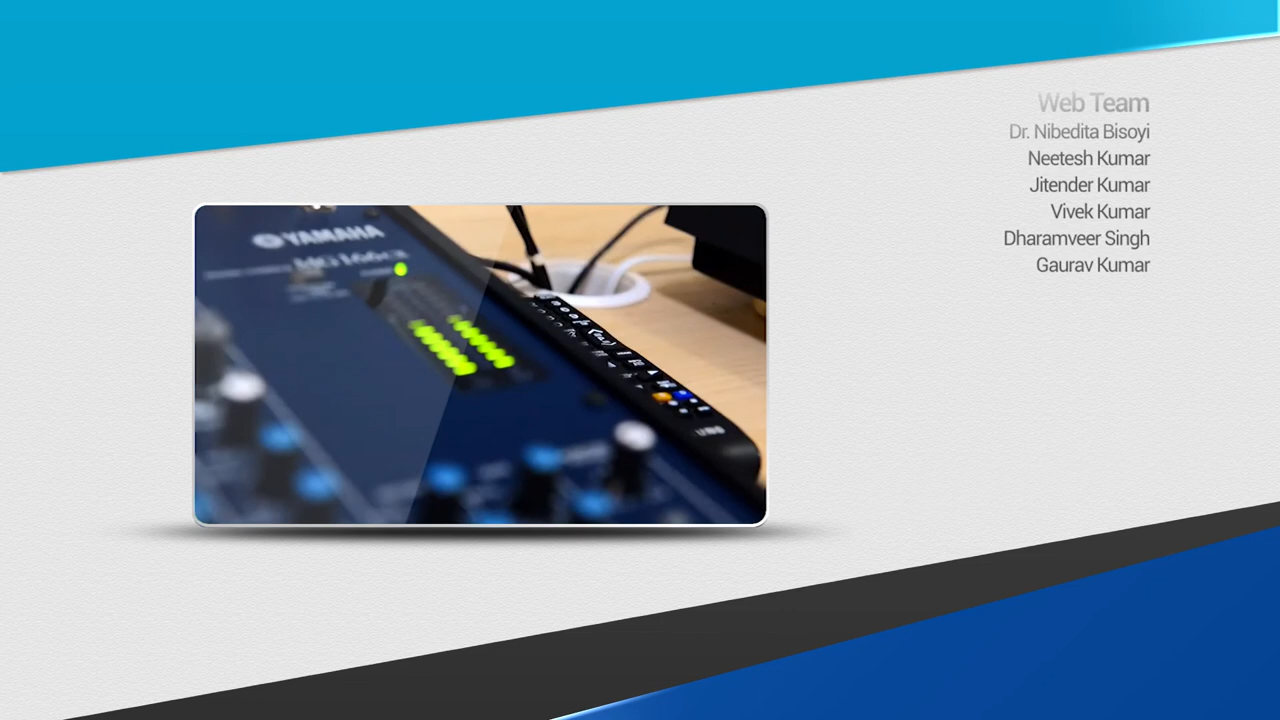 Web Team
Dr. Nibedita Bisoyi
Neetesh Kumar
Jitender Kumar
Vivek Kumar
Dharamveer Singh
Gaurav Kumar
YAMAHA